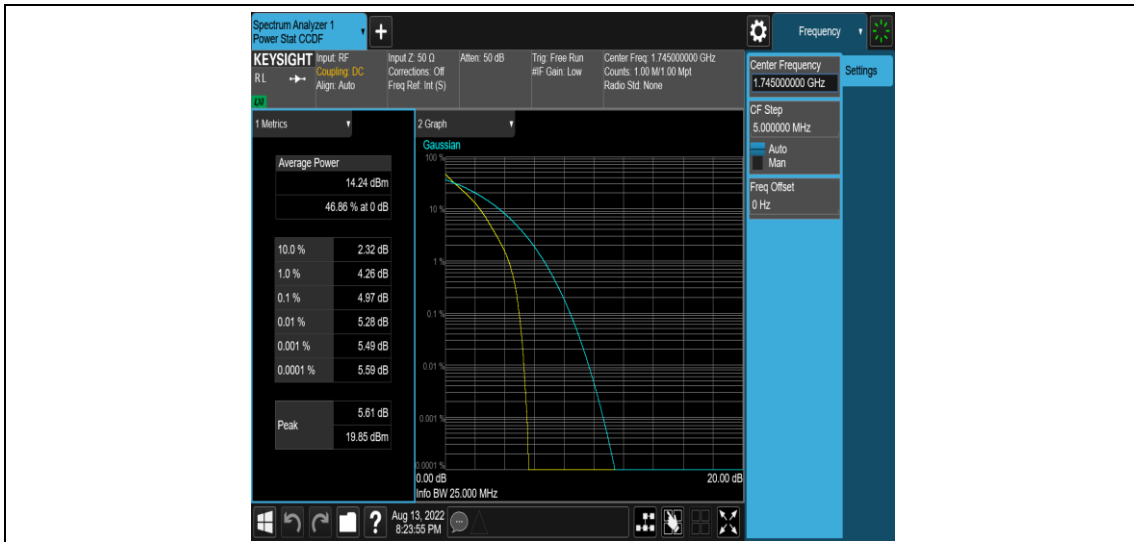 Spectrum Analyzer 1
Power Stat CCDF
+
Frequency
KEYSIGHT
RL
LXI
Input: RF
Coupling: DC
Align: Auto
Input Z: 50 Ω
Corrections: Off
Freq Ref: Int (S)
Atten: 50 dB
Trig: Free Run
#IF Gain: Low
Center Freq: 1.745000000 GHz
Counts: 1.00 M/1.00 Mpt
Radio Std: None
Center Frequency
1.745000000 GHz
Settings
CF Step
5.000000 MHz
Auto
Man
Freq Offset
0 Hz
1 Metrics
Average Power
14.24 dBm
46.86 % at 0 dB
10.0 % 2.32 dB
1.0 % 4.26 dB
0.1 % 4.97 dB
0.01 % 5.28 dB
0.001 % 5.49 dB
0.0001 % 5.59 dB
Peak
5.61 dB
19.85 dBm
2 Graph
Gaussian
100 %
10 %
1 %
0.1 %
0.01 %
0.001 %
0.0001 %
0.00 dB 20.00 dB
Info BW 25.000 MHz
?
Aug 13, 2022
8:23:55 PM